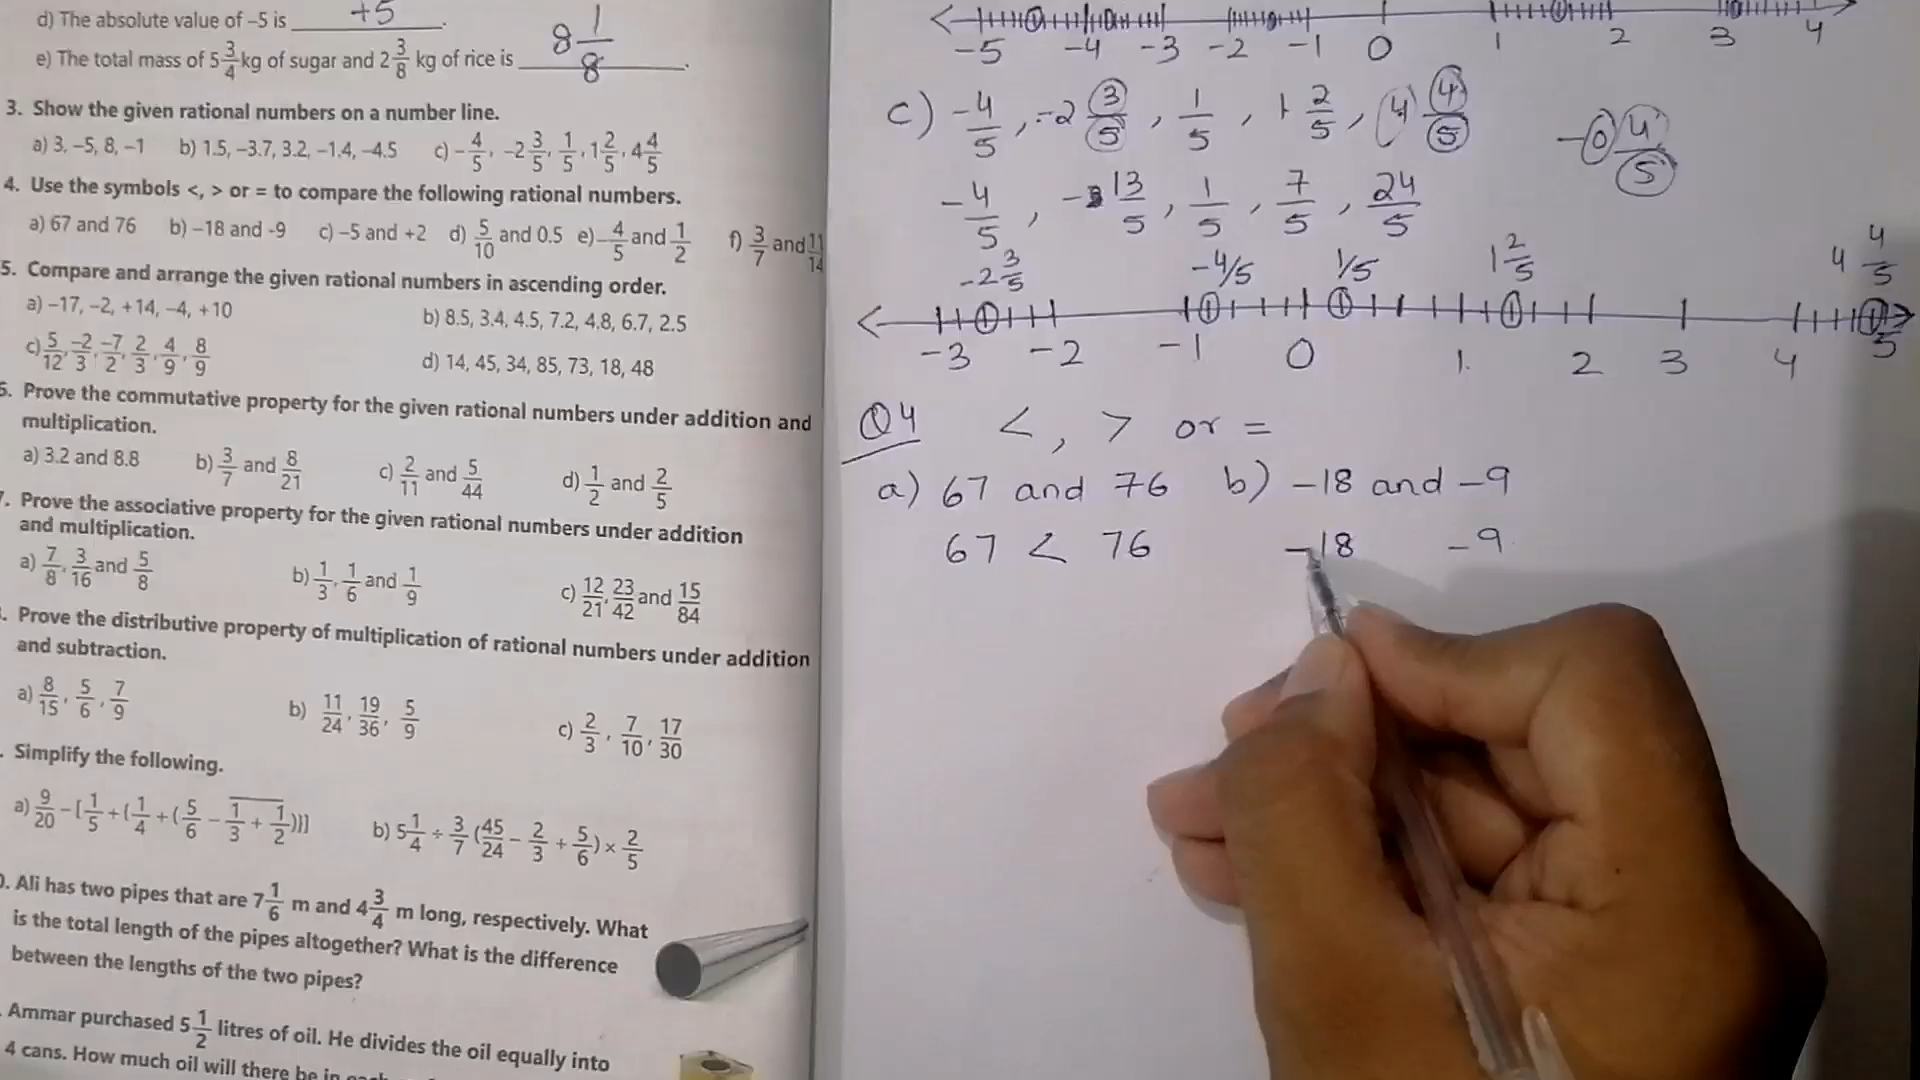 d) The absolute value of –5 is +5 .
e) The total mass of 5 3/4 kg of sugar and 2 3/8 kg of rice is 8 1/8 .
3. Show the given rational numbers on a number line.
a) 3, –5, 8, –1 b) 1.5, –3.7, 3.2, –1.4, –4.5 c) –4/5, –2 3/5, 1/5, 1 2/5, 4 4/5
4. Use the symbols <, > or = to compare the following rational numbers.
a) 67 and 76 b) –18 and -9 c) –5 and +2 d) 5/10 and 0.5 e) –4/5 and 1/2 f) 3/7 and 11/14
5. Compare and arrange the given rational numbers in ascending order.
a) –17, –2, +14, –4, +10 b) 8.5, 3.4, 4.5, 7.2, 4.8, 6.7, 2.5
c) 5/12, –2/3, –7/2, 2/3, 4/9, 8/9 d) 14, 45, 34, 85, 73, 18, 48
6. Prove the commutative property for the given rational numbers under addition and
multiplication.
a) 3.2 and 8.8 b) 3/7 and 8/21 c) 2/11 and 5/44 d) 1/2 and 2/5
7. Prove the associative property for the given rational numbers under addition
and multiplication.
a) 7/8, 3/16 and 5/8 b) 1/3, 1/6 and 1/9 c) 12/21, 23/42 and 15/84
. Prove the distributive property of multiplication of rational numbers under addition
and subtraction.
a) 8/15, 5/6, 7/9 b) 11/24, 19/36, 5/9 c) 2/3, 7/10, 17/30
. Simplify the following.
a) 9/20 – [1/5 + {1/4 + (5/6 – 1/3 + 1/2)}] b) 5 1/4 ÷ 3/7 (45/24 – 2/3 + 5/6) × 2/5
0. Ali has two pipes that are 7 1/6 m and 4 3/4 m long, respectively. What
is the total length of the pipes altogether? What is the difference
between the lengths of the two pipes?
. Ammar purchased 5 1/2 litres of oil. He divides the oil equally into
4 cans. How much oil will there be in
-5 -4 -3 -2 -1 0 1 2 3 4
c) -4/5, -2 3/5, 1/5, 1 2/5, 4 4/5 -0 4/5
-4/5, -13/5, 1/5, 7/5, 24/5
-2 3/5 -4/5 1/5 1 2/5 4 4/5
-3 -2 -1 0 1. 2 3 4 5
Q4 <, > or =
a) 67 and 76 b) -18 and -9
67 < 76 -18 -9